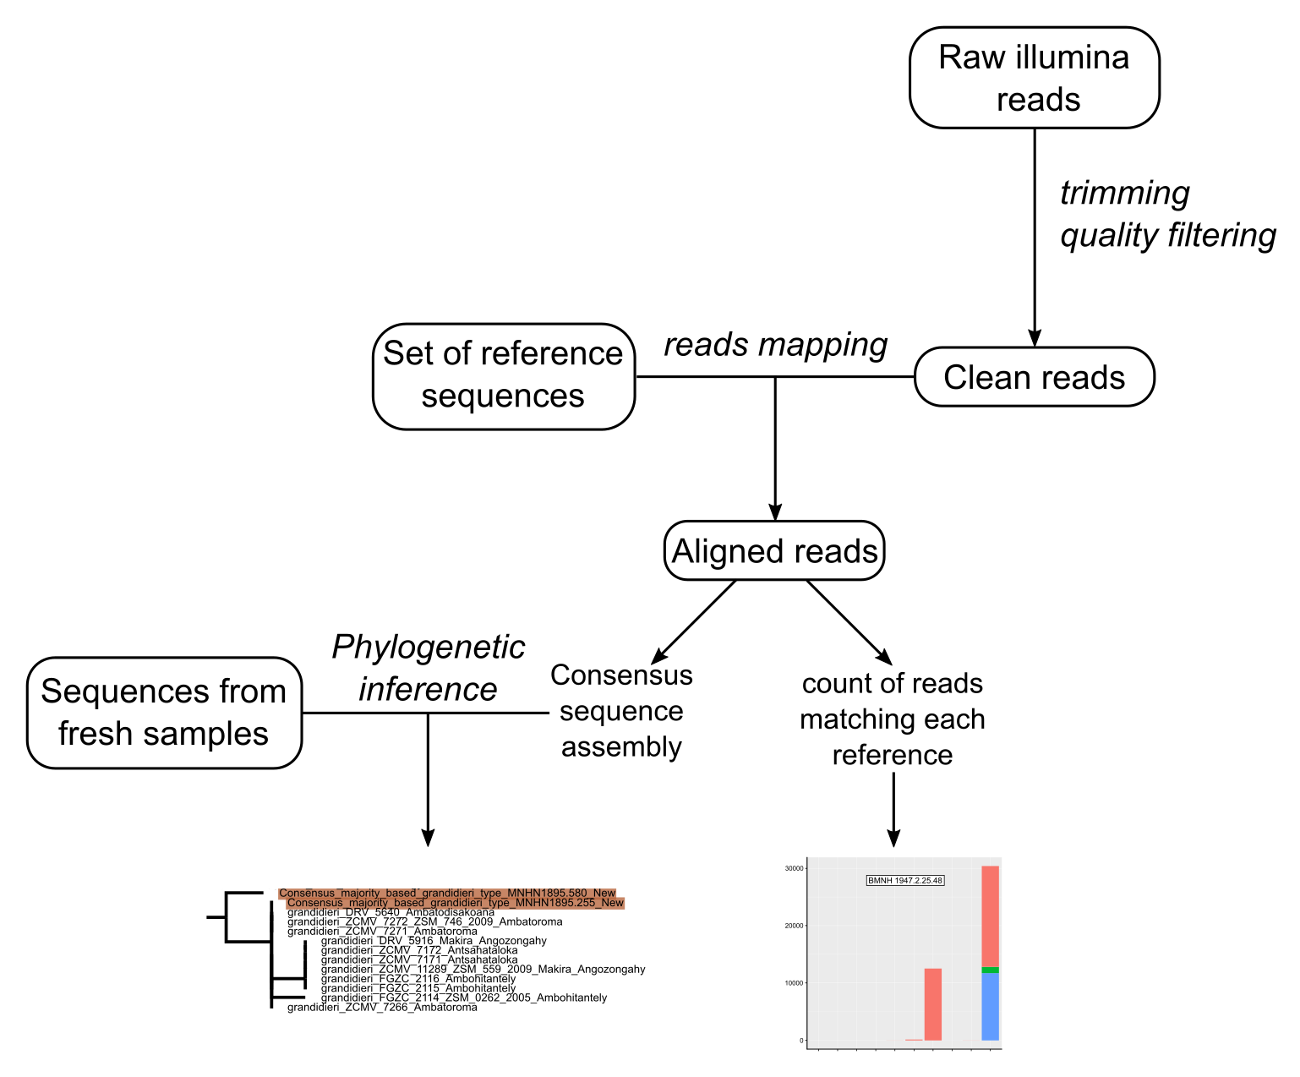 Raw illumina
reads
trimming
quality filtering
Set of reference
sequences
reads mapping
Clean reads
Aligned reads
Phylogenetic
inference
Sequences from
fresh samples
Consensus
sequence
assembly
count of reads
matching each
reference
Consensus_majority_based_grandidieri_type_MNHN1895.580_New
Consensus_majority_based_grandidieri_type_MNHN1895.255_New
grandidieri_DRV_5640_Ambatodisakoana
grandidieri_ZCMV_7272_ZSM_746_2009_Ambatoroma
grandidieri_ZCMV_7271_Ambatoroma
grandidieri_DRV_5916_Makira_Angozongahy
grandidieri_ZCMV_7172_Antsahataloka
grandidieri_ZCMV_7171_Antsahataloka
grandidieri_ZCMV_11289_ZSM_559_2009_Makira_Angozongahy
grandidieri_FGZC_2116_Ambohitantely
grandidieri_FGZC_2115_Ambohitantely
grandidieri_FGZC_2114_ZSM_0262_2005_Ambohitantely
grandidieri_ZCMV_7266_Ambatoroma
30000
BMNH 1947.2.25.48
20000
10000
0